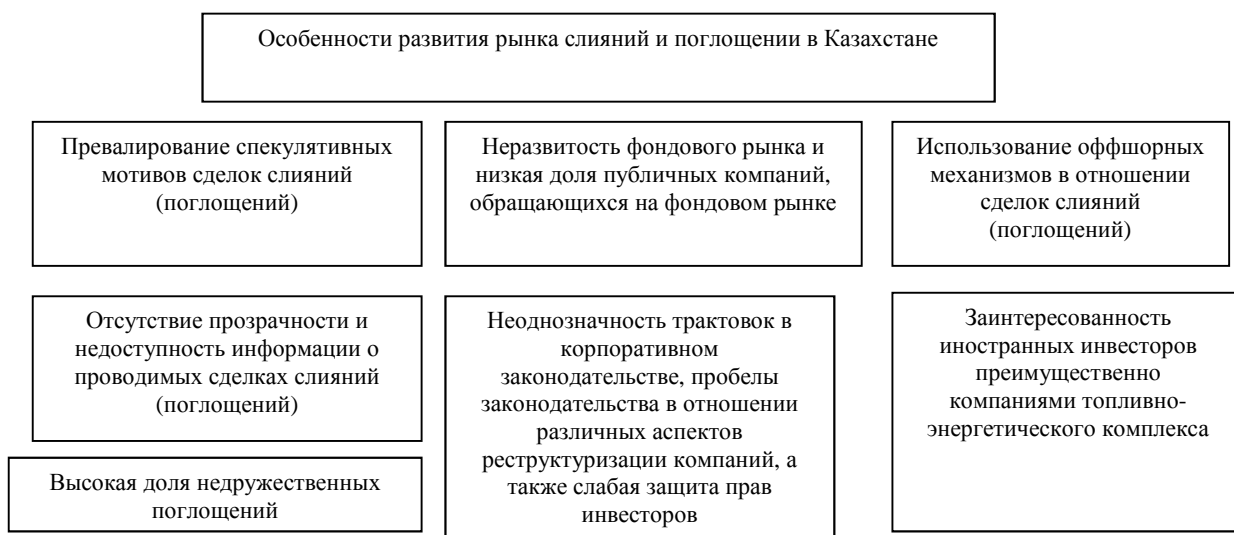 Особенности развития рынка слияний и поглощении в Казахстане
Превалирование спекулятивных
мотивов сделок слияний
(поглощений)
Неразвитость фондового рынка и
низкая доля публичных компаний,
обращающихся на фондовом рынке
Использование оффшорных
механизмов в отношении
сделок слияний
(поглощений)
Отсутствие прозрачности и
недоступность информации о
проводимых сделках слияний
(поглощений)
Неоднозначность трактовок в
корпоративном
законодательстве, пробелы
законодательства в отношении
различных аспектов
реструктуризации компаний, а
также слабая защита прав
инвесторов
Заинтересованность
иностранных инвесторов
преимущественно
компаниями топливно-
энергетического комплекса
Высокая доля недружественных
поглощений